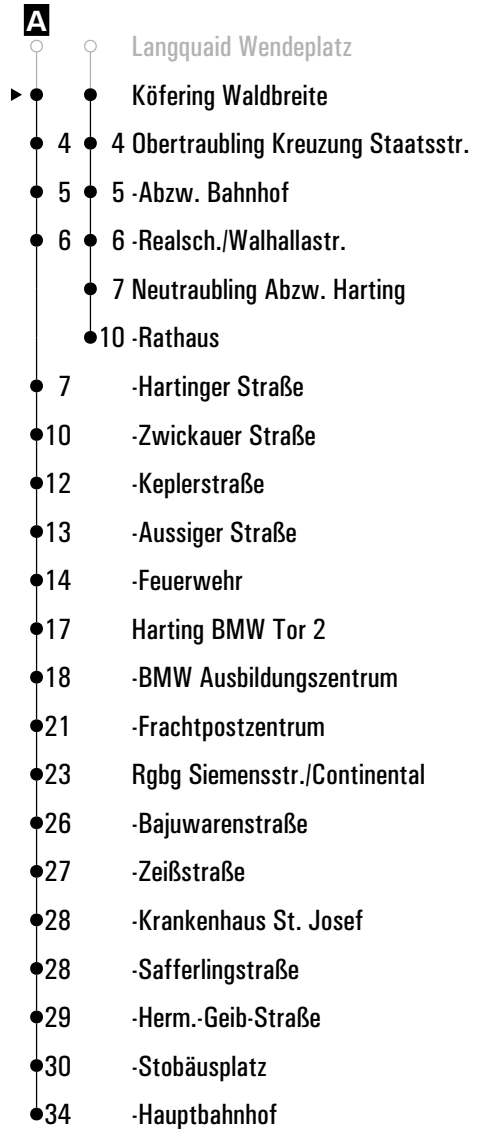 A
Langquaid Wendeplatz
Köfering Waldbreite
4 4 Obertraubling Kreuzung Staatsstr.
5 5 -Abzw. Bahnhof
6 6 -Realsch./Walhallastr.
7 Neutraubling Abzw. Harting
10 -Rathaus
7 -Hartinger Straße
10 -Zwickauer Straße
12 -Keplerstraße
13 -Aussiger Straße
14 -Feuerwehr
17 Harting BMW Tor 2
18 -BMW Ausbildungszentrum
21 -Frachtpostzentrum
23 Rgbg Siemensstr./Continental
26 -Bajuwarenstraße
27 -Zeißstraße
28 -Krankenhaus St. Josef
28 -Safferlingstraße
29 -Herm.-Geib-Straße
30 -Stobäusplatz
34 -Hauptbahnhof